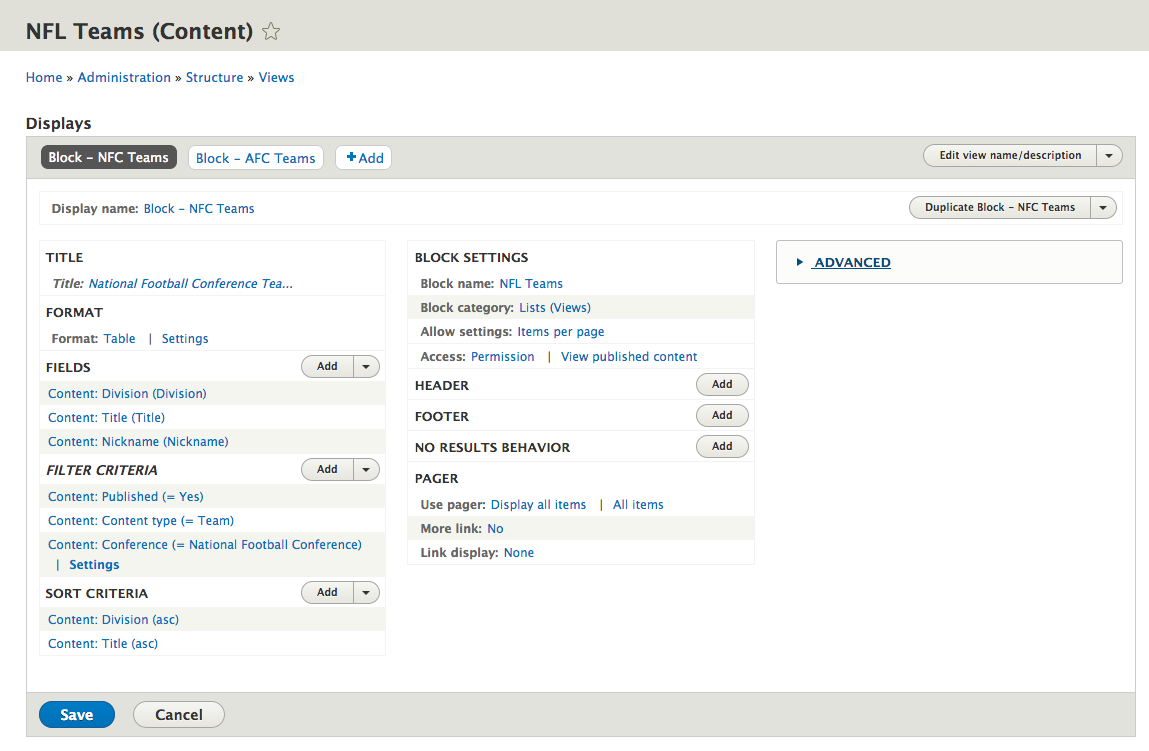 NFL Teams (Content)
Home » Administration » Structure » Views
Displays
Block – NFC Teams
Block – AFC Teams
+Add
Edit view name/description
Display name: Block – NFC Teams
Duplicate Block – NFC Teams
TITLE
Title: National Football Conference Tea...
FORMAT
Format: Table | Settings
FIELDS
Add
Content: Division (Division)
Content: Title (Title)
Content: Nickname (Nickname)
FILTER CRITERIA
Add
Content: Published (= Yes)
Content: Content type (= Team)
Content: Conference (= National Football Conference)
| Settings
SORT CRITERIA
Add
Content: Division (asc)
Content: Title (asc)
BLOCK SETTINGS
Block name: NFL Teams
Block category: Lists (Views)
Allow settings: Items per page
Access: Permission | View published content
HEADER
Add
FOOTER
Add
NO RESULTS BEHAVIOR
Add
PAGER
Use pager: Display all items | All items
More link: No
Link display: None
ADVANCED
Save
Cancel